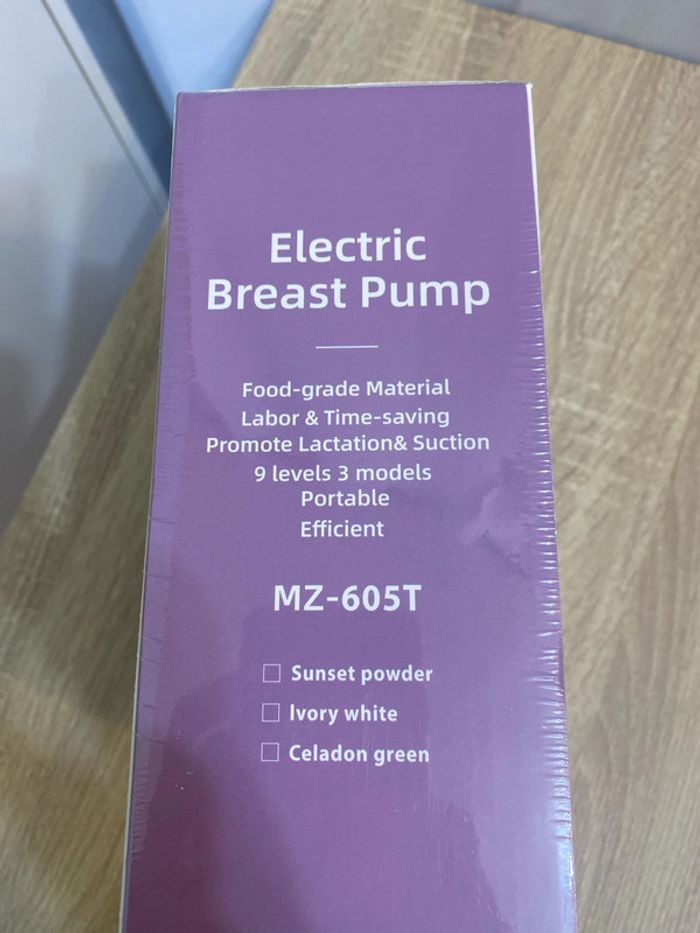 Electric
Breast Pump
Food-grade Material
Labor & Time-saving
Promote Lactation& Suction
9 levels 3 models
Portable
Efficient
MZ-605T
Sunset powder
Ivory white
Celadon green